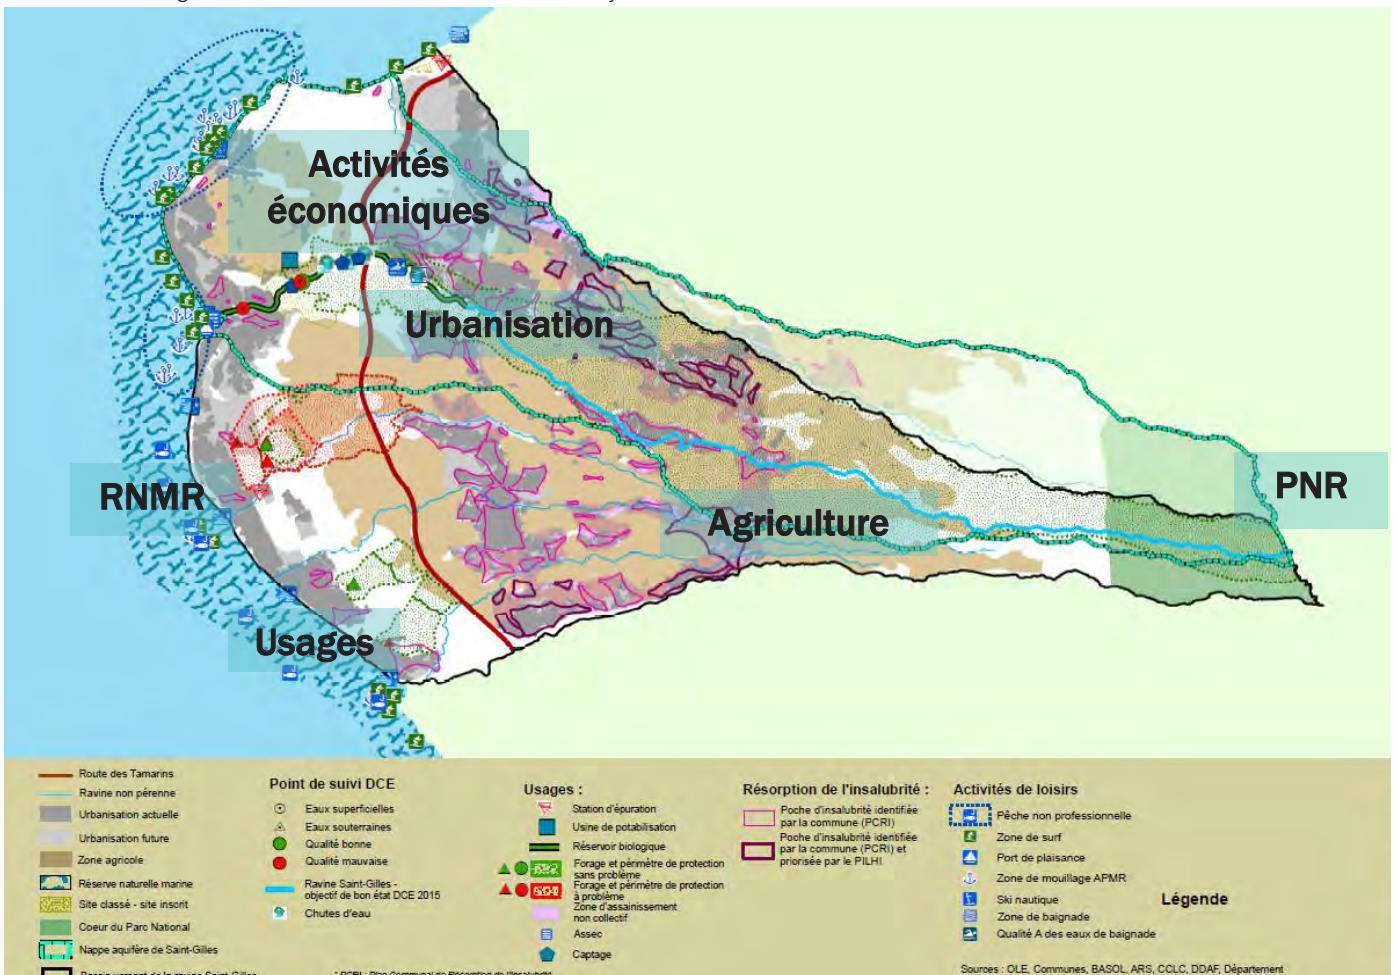 Activités
économiques
Urbanisation
RNMR
PNR
Agriculture
Usages
Route des Tamarins
Ravine non pérenne
Urbanisation actuelle
Urbanisation future
Zone agricole
Réserve naturelle marine
Site classé - site inscrit
Coeur du Parc National
Nappe aquifère de Saint-Gilles
Point de suivi DCE
Eaux superficielles
Eaux souterraines
Qualité bonne
Qualité mauvaise
Ravine Saint-Gilles -
objectif de bon état DCE 2015
Chutes d'eau
Usages :
Station d'épuration
Usine de potabilisation
Réservoir biologique
Forage et périmètre de protection
sans problème
Forage et périmètre de protection
à problème
Zone d'assainissement
non collectif
Assec
Captage
Résorption de l'insalubrité :
Poche d'insalubrité identifiée
par la commune (PCRI)
Poche d'insalubrité identifiée
par la commune (PCRI) et
priorisée par le PILHI
Activités de loisirs
Pêche non professionnelle
Zone de surf
Port de plaisance
Zone de mouillage APMR
Ski nautique
Zone de baignade
Qualité A des eaux de baignade
Légende
Sources : OLE, Communes, BASOL, ARS, CCLC, DDAF, Département